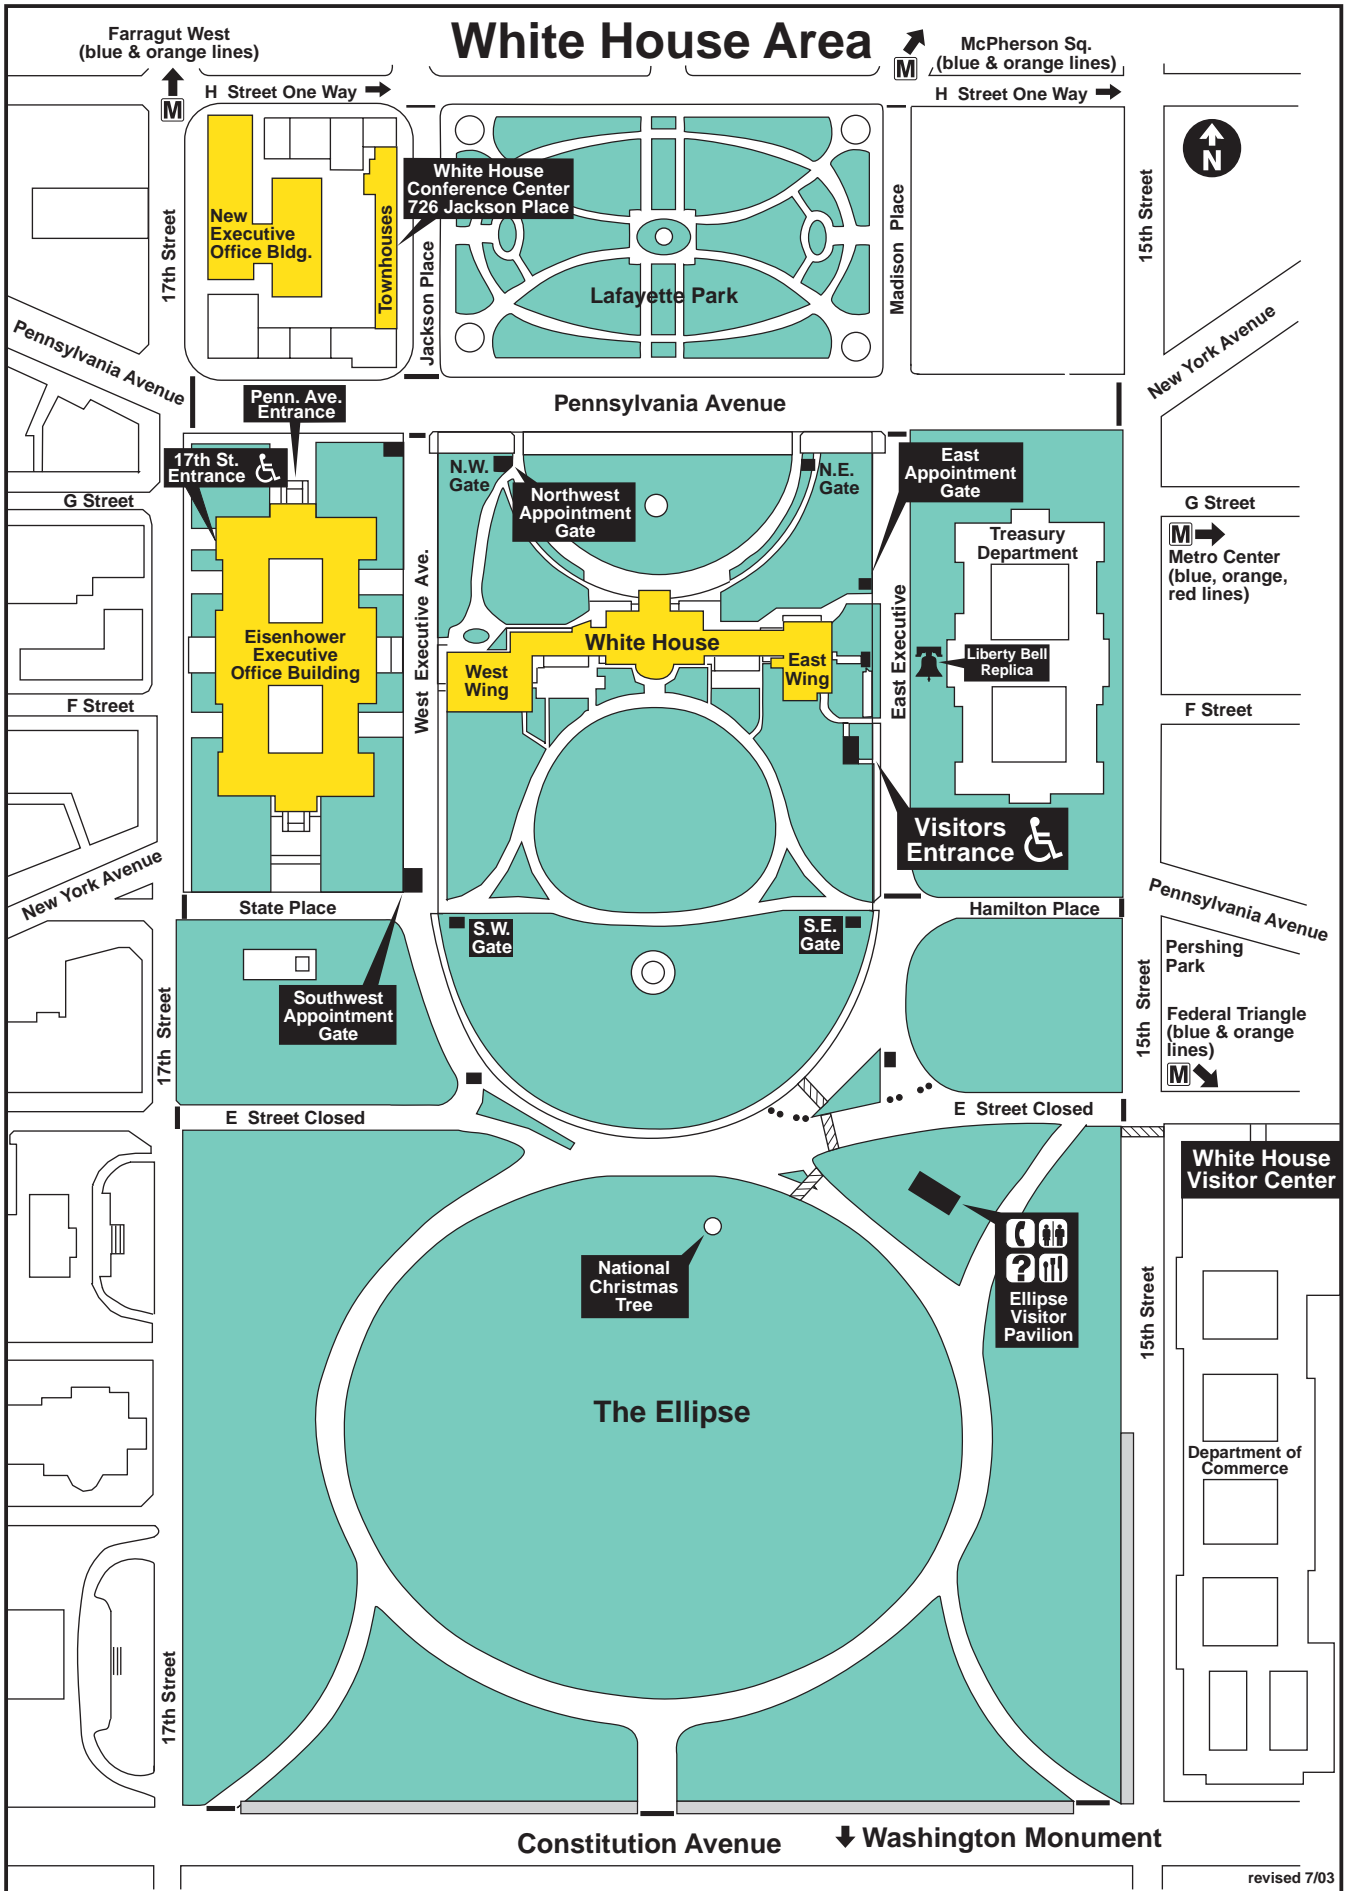 White House Area
Farragut West
(blue & orange lines)
M
H Street One Way
McPherson Sq.
(blue & orange lines)
M
H Street One Way
N
17th Street
New
Executive
Office Bldg.
Townhouses
White House
Conference Center
726 Jackson Place
Jackson Place
Lafayette Park
Madison Place
15th Street
Pennsylvania Avenue
New York Avenue
Penn. Ave.
Entrance
Pennsylvania Avenue
17th St.
Entrance
G Street
N.W.
Gate
Northwest
Appointment
Gate
N.E.
Gate
East
Appointment
Gate
G Street
M
Metro Center
(blue, orange,
red lines)
Treasury
Department
Eisenhower
Executive
Office Building
West Executive Ave.
White House
West
Wing
East
Wing
East Executive
Liberty Bell
Replica
F Street
F Street
Visitors
Entrance
New York Avenue
Pennsylvania Avenue
State Place
Hamilton Place
S.W.
Gate
S.E.
Gate
Pershing
Park
17th Street
Southwest
Appointment
Gate
15th Street
Federal Triangle
(blue & orange
lines)
M
E Street Closed
E Street Closed
White House
Visitor Center
?
Ellipse
Visitor
Pavilion
National
Christmas
Tree
15th Street
The Ellipse
Department of
Commerce
17th Street
Constitution Avenue
Washington Monument
revised 7/03